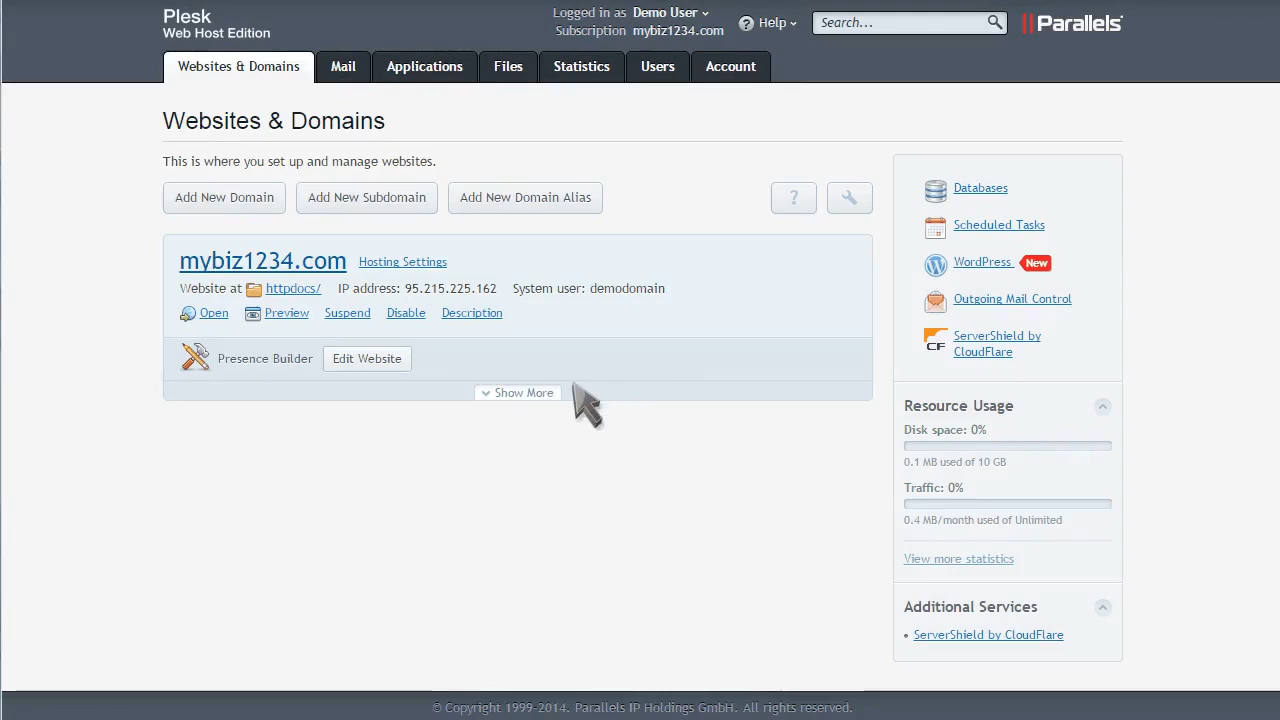 Plesk
Web Host Edition
Logged in as Demo User
Subscription mybiz1234.com
? Help
Search...
Parallels
Websites & Domains
Mail
Applications
Files
Statistics
Users
Account
Websites & Domains
This is where you set up and manage websites.
Add New Domain
Add New Subdomain
Add New Domain Alias
?
mybiz1234.com Hosting Settings
Website at httpdocs/ IP address: 95.215.225.162 System user: demodomain
Open Preview Suspend Disable Description
Presence Builder Edit Website
Show More
Databases
Scheduled Tasks
WordPress New
Outgoing Mail Control
CF
ServerShield by
CloudFlare
Resource Usage
Disk space: 0%
0.1 MB used of 10 GB
Traffic: 0%
0.4 MB/month used of Unlimited
View more statistics
Additional Services
• ServerShield by CloudFlare
© Copyright 1999-2014. Parallels IP Holdings GmbH. All rights reserved.